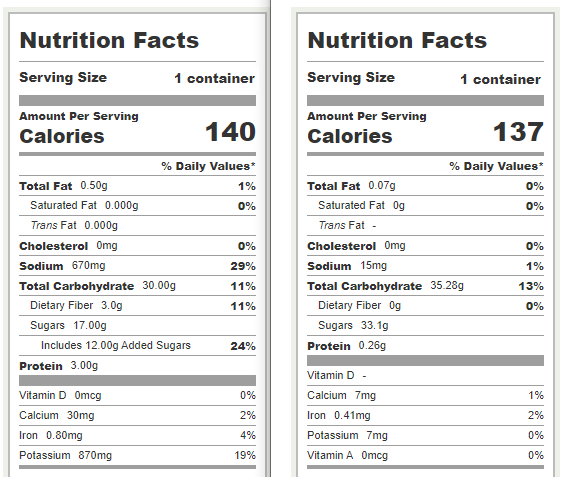 Nutrition Facts
Serving Size 1 container
Amount Per Serving
Calories 140
% Daily Values*
Total Fat 0.50g 1%
Saturated Fat 0.000g 0%
Trans Fat 0.000g
Cholesterol 0mg 0%
Sodium 670mg 29%
Total Carbohydrate 30.00g 11%
Dietary Fiber 3.0g 11%
Sugars 17.00g
Includes 12.00g Added Sugars 24%
Protein 3.00g
Vitamin D 0mcg 0%
Calcium 30mg 2%
Iron 0.80mg 4%
Potassium 870mg 19%
Nutrition Facts
Serving Size 1 container
Amount Per Serving
Calories 137
% Daily Values*
Total Fat 0.07g 0%
Saturated Fat 0g 0%
Trans Fat -
Cholesterol 0mg 0%
Sodium 15mg 1%
Total Carbohydrate 35.28g 13%
Dietary Fiber 0g 0%
Sugars 33.1g
Protein 0.26g
Vitamin D -
Calcium 7mg 1%
Iron 0.41mg 2%
Potassium 7mg 0%
Vitamin A 0mcg 0%